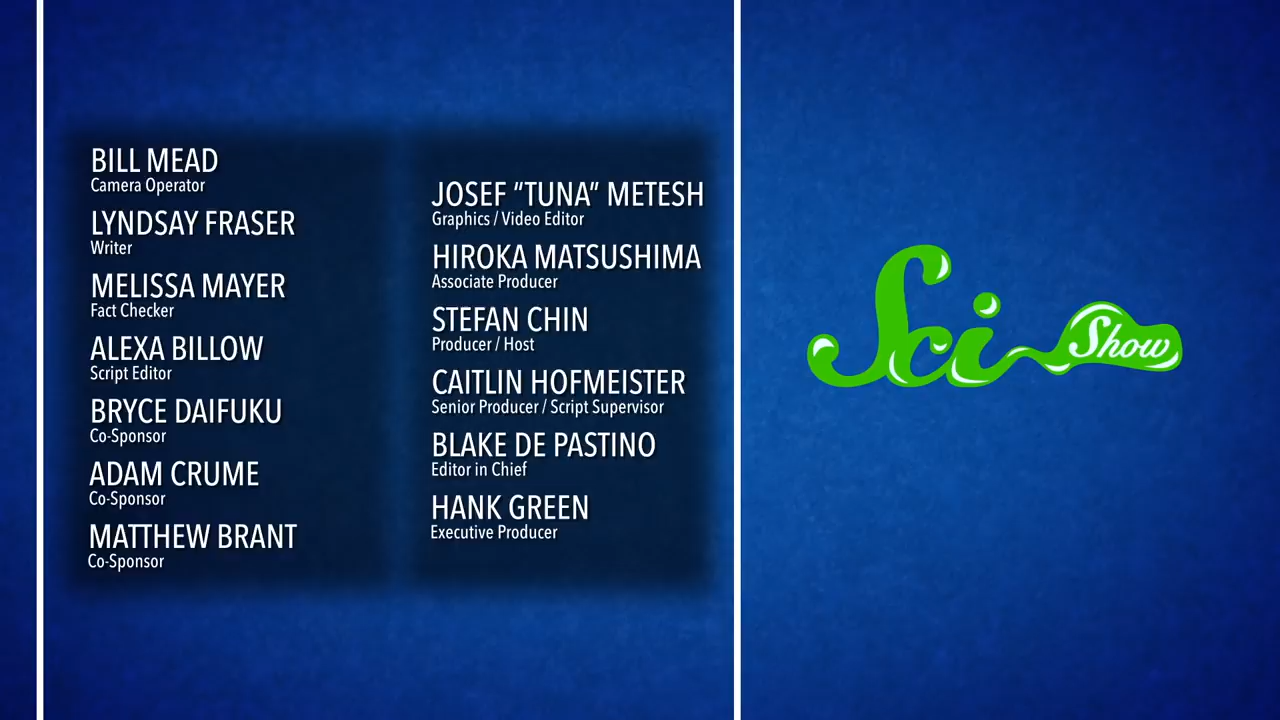 BILL MEAD
Camera Operator
LYNDSAY FRASER
Writer
MELISSA MAYER
Fact Checker
ALEXA BILLOW
Script Editor
BRYCE DAIFUKU
Co-Sponsor
ADAM CRUME
Co-Sponsor
MATTHEW BRANT
Co-Sponsor
JOSEF “TUNA” METESH
Graphics / Video Editor
HIROKA MATSUSHIMA
Associate Producer
STEFAN CHIN
Producer / Host
CAITLIN HOFMEISTER
Senior Producer / Script Supervisor
BLAKE DE PASTINO
Editor in Chief
HANK GREEN
Executive Producer
Sci Show